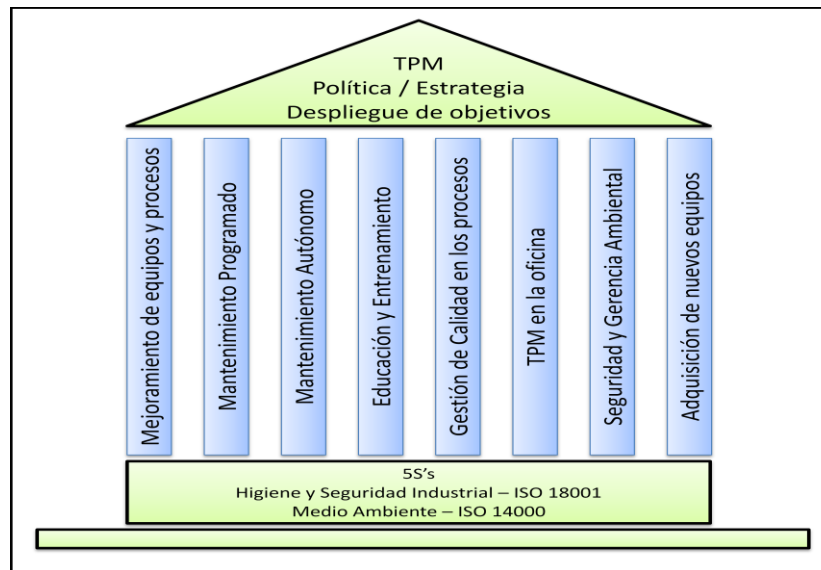 TPM
Política / Estrategia
Despliegue de objetivos
Mejoramiento de equipos y procesos
Mantenimiento Programado
Mantenimiento Autónomo
Educación y Entrenamiento
Gestión de Calidad en los procesos
TPM en la oficina
Seguridad y Gerencia Ambiental
Adquisición de nuevos equipos
5S's
Higiene y Seguridad Industrial – ISO 18001
Medio Ambiente – ISO 14000